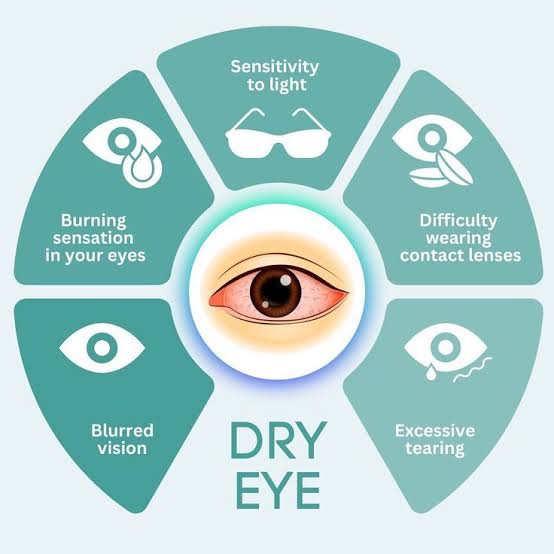 Sensitivity
to light
Burning
sensation
in your eyes
Difficulty
wearing
contact lenses
Blurred
vision
Excessive
tearing
DRY
EYE